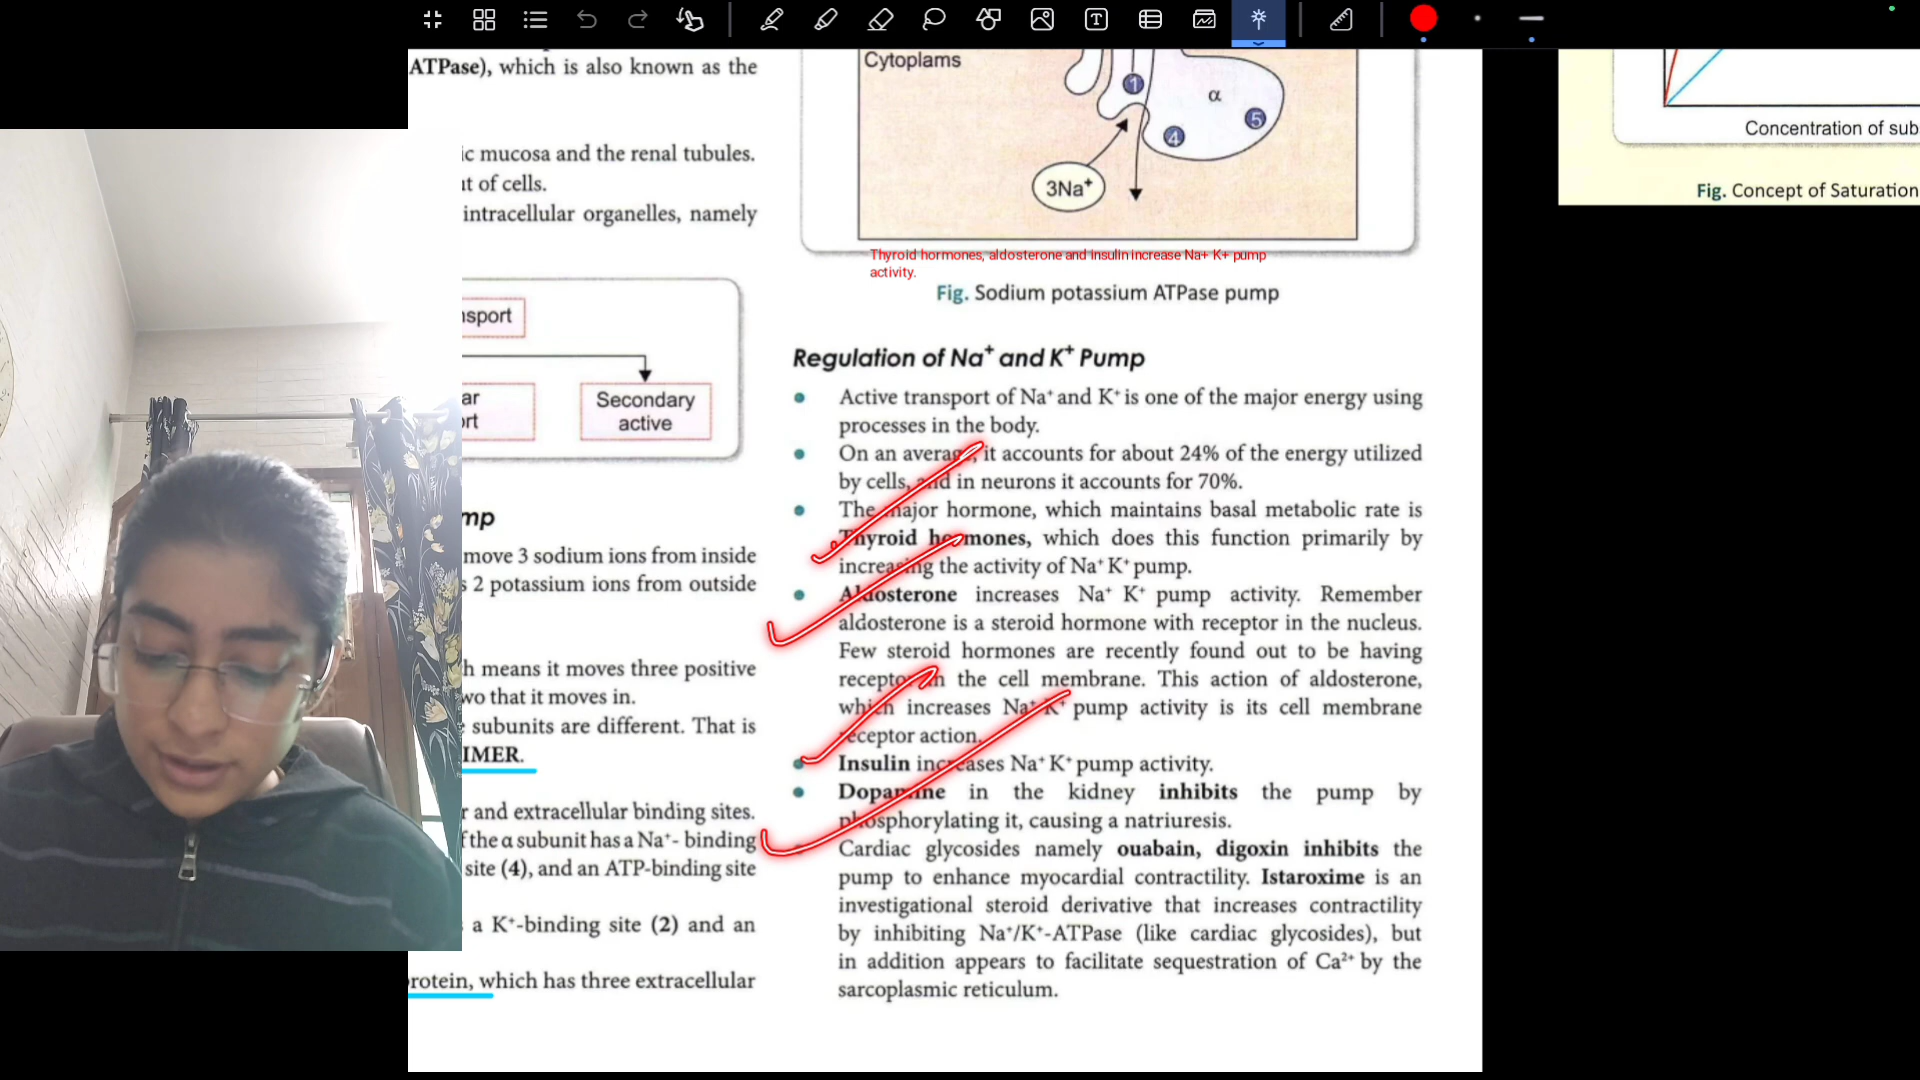 ATPase), which is also known as the
ic mucosa and the renal tubules.
of cells.
intracellular organelles, namely
Secondary
active
move 3 sodium ions from inside
2 potassium ions from outside
means it moves three positive
that it moves in.
subunits are different. That is
IMER.
and extracellular binding sites.
the α subunit has a Na⁺- binding
site (4), and an ATP-binding site
a K⁺-binding site (2) and an
protein, which has three extracellular
Cytoplams
1
α
5
4
3Na⁺
Thyroid hormones, aldosterone and insulin increase Na+ K+ pump
activity.
Fig. Sodium potassium ATPase pump
Regulation of Na⁺ and K⁺ Pump
Active transport of Na⁺ and K⁺ is one of the major energy using
processes in the body.
On an average, it accounts for about 24% of the energy utilized
by cells, and in neurons it accounts for 70%.
The major hormone, which maintains basal metabolic rate is
Thyroid hormones, which does this function primarily by
increasing the activity of Na⁺ K⁺ pump.
Aldosterone increases Na⁺ K⁺ pump activity. Remember
aldosterone is a steroid hormone with receptor in the nucleus.
Few steroid hormones are recently found out to be having
receptor in the cell membrane. This action of aldosterone,
which increases Na⁺ K⁺ pump activity is its cell membrane
receptor action.
Insulin increases Na⁺ K⁺ pump activity.
Dopamine in the kidney inhibits the pump by
phosphorylating it, causing a natriuresis.
Cardiac glycosides namely ouabain, digoxin inhibits the
pump to enhance myocardial contractility. Istaroxime is an
investigational steroid derivative that increases contractility
by inhibiting Na⁺/K⁺-ATPase (like cardiac glycosides), but
in addition appears to facilitate sequestration of Ca²⁺ by the
sarcoplasmic reticulum.
Concentration of sub
Fig. Concept of Saturation